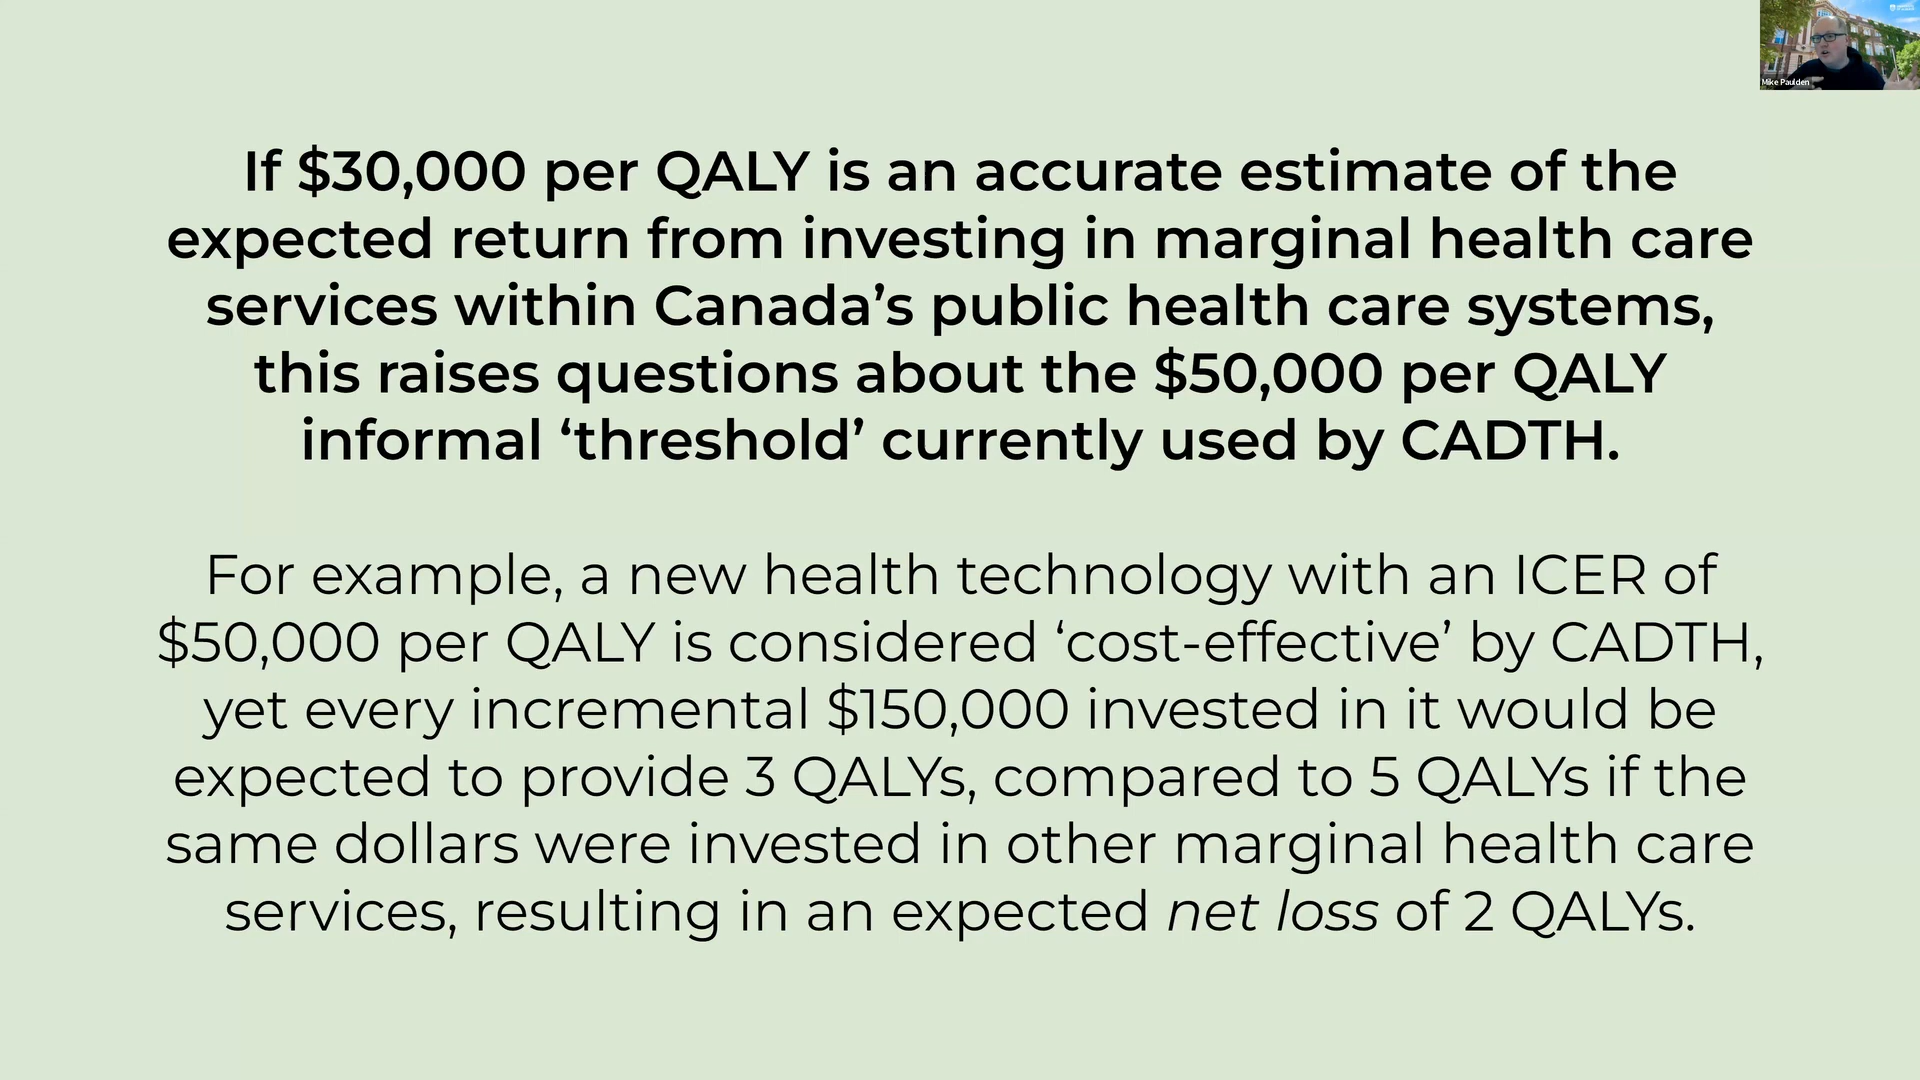 Mike Paulden
If $30,000 per QALY is an accurate estimate of the
expected return from investing in marginal health care
services within Canada’s public health care systems,
this raises questions about the $50,000 per QALY
informal ‘threshold’ currently used by CADTH.
For example, a new health technology with an ICER of
$50,000 per QALY is considered ‘cost-effective’ by CADTH,
yet every incremental $150,000 invested in it would be
expected to provide 3 QALYs, compared to 5 QALYs if the
same dollars were invested in other marginal health care
services, resulting in an expected net loss of 2 QALYs.